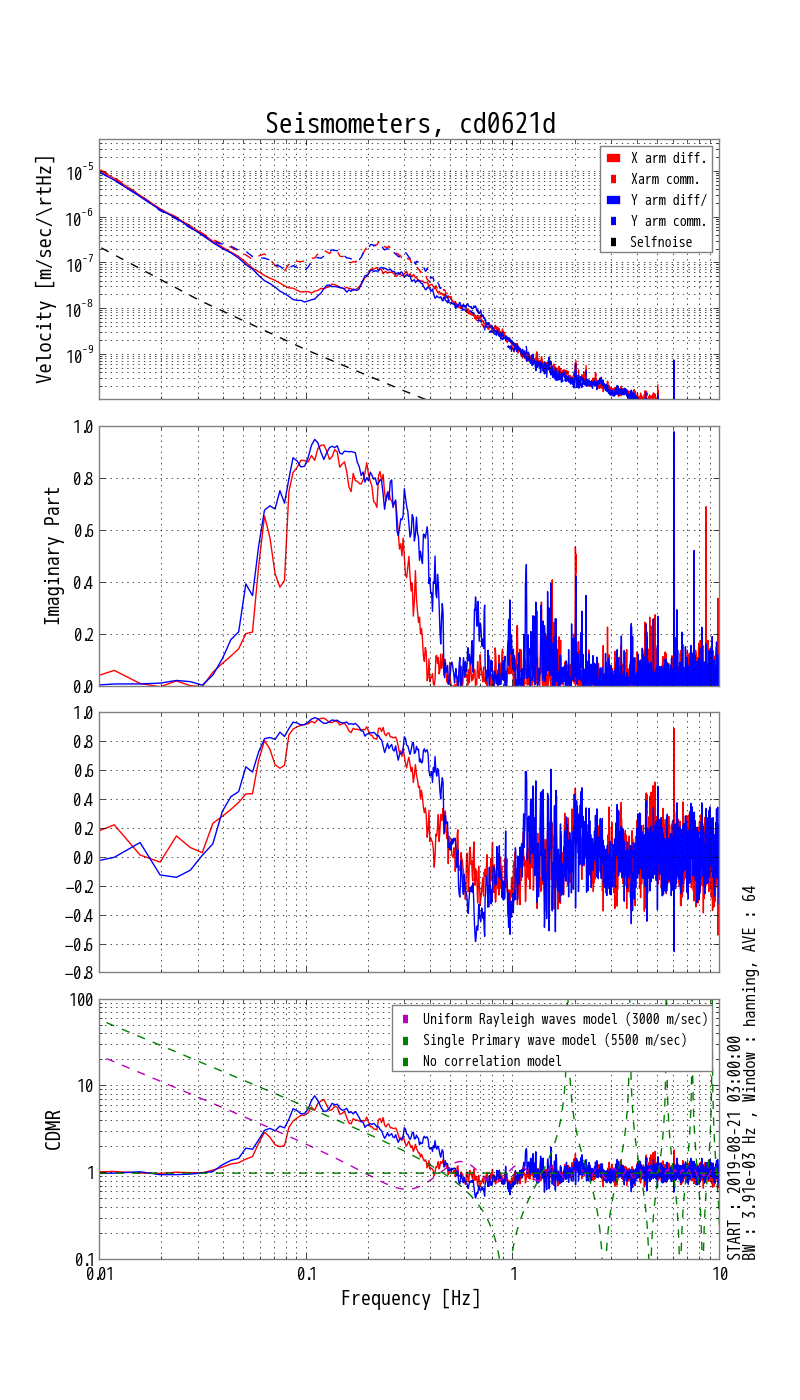 Seismometers, cd0621d
Velocity [m/sec/\rtHz]
10^-5
10^-6
10^-7
10^-8
10^-9
X arm diff.
Xarm comm.
Y arm diff/
Y arm comm.
Selfnoise
Imaginary Part
1.0
0.8
0.6
0.4
0.2
0.0
1.0
0.8
0.6
0.4
0.2
0.0
−0.2
−0.4
−0.6
−0.8
CDMR
100
10
1
0.1
Uniform Rayleigh waves model (3000 m/sec)
Single Primary wave model (5500 m/sec)
No correlation model
0.01 0.1 1 10
Frequency [Hz]
START : 2019-08-21 03:00:00
BW : 3.91e-03 Hz , Window : hanning, AVE : 64